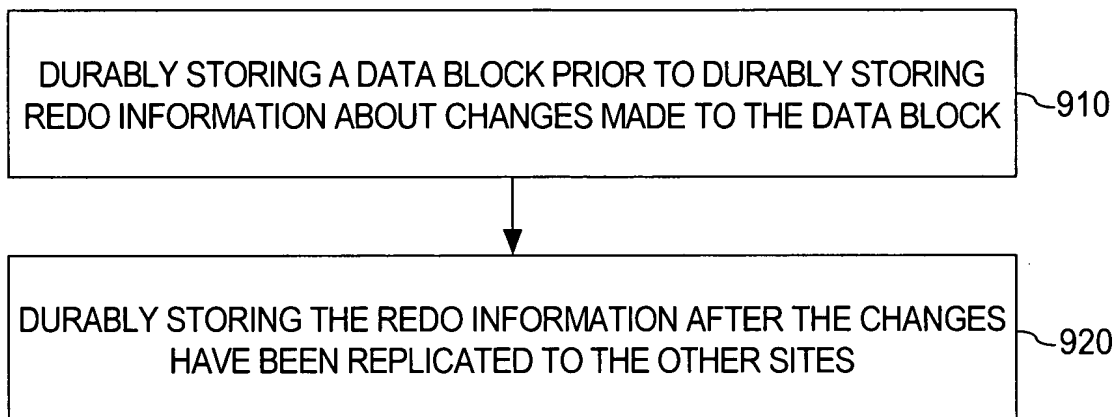 DURABLY STORING A DATA BLOCK PRIOR TO DURABLY STORING
REDO INFORMATION ABOUT CHANGES MADE TO THE DATA BLOCK
910
DURABLY STORING THE REDO INFORMATION AFTER THE CHANGES
HAVE BEEN REPLICATED TO THE OTHER SITES
920